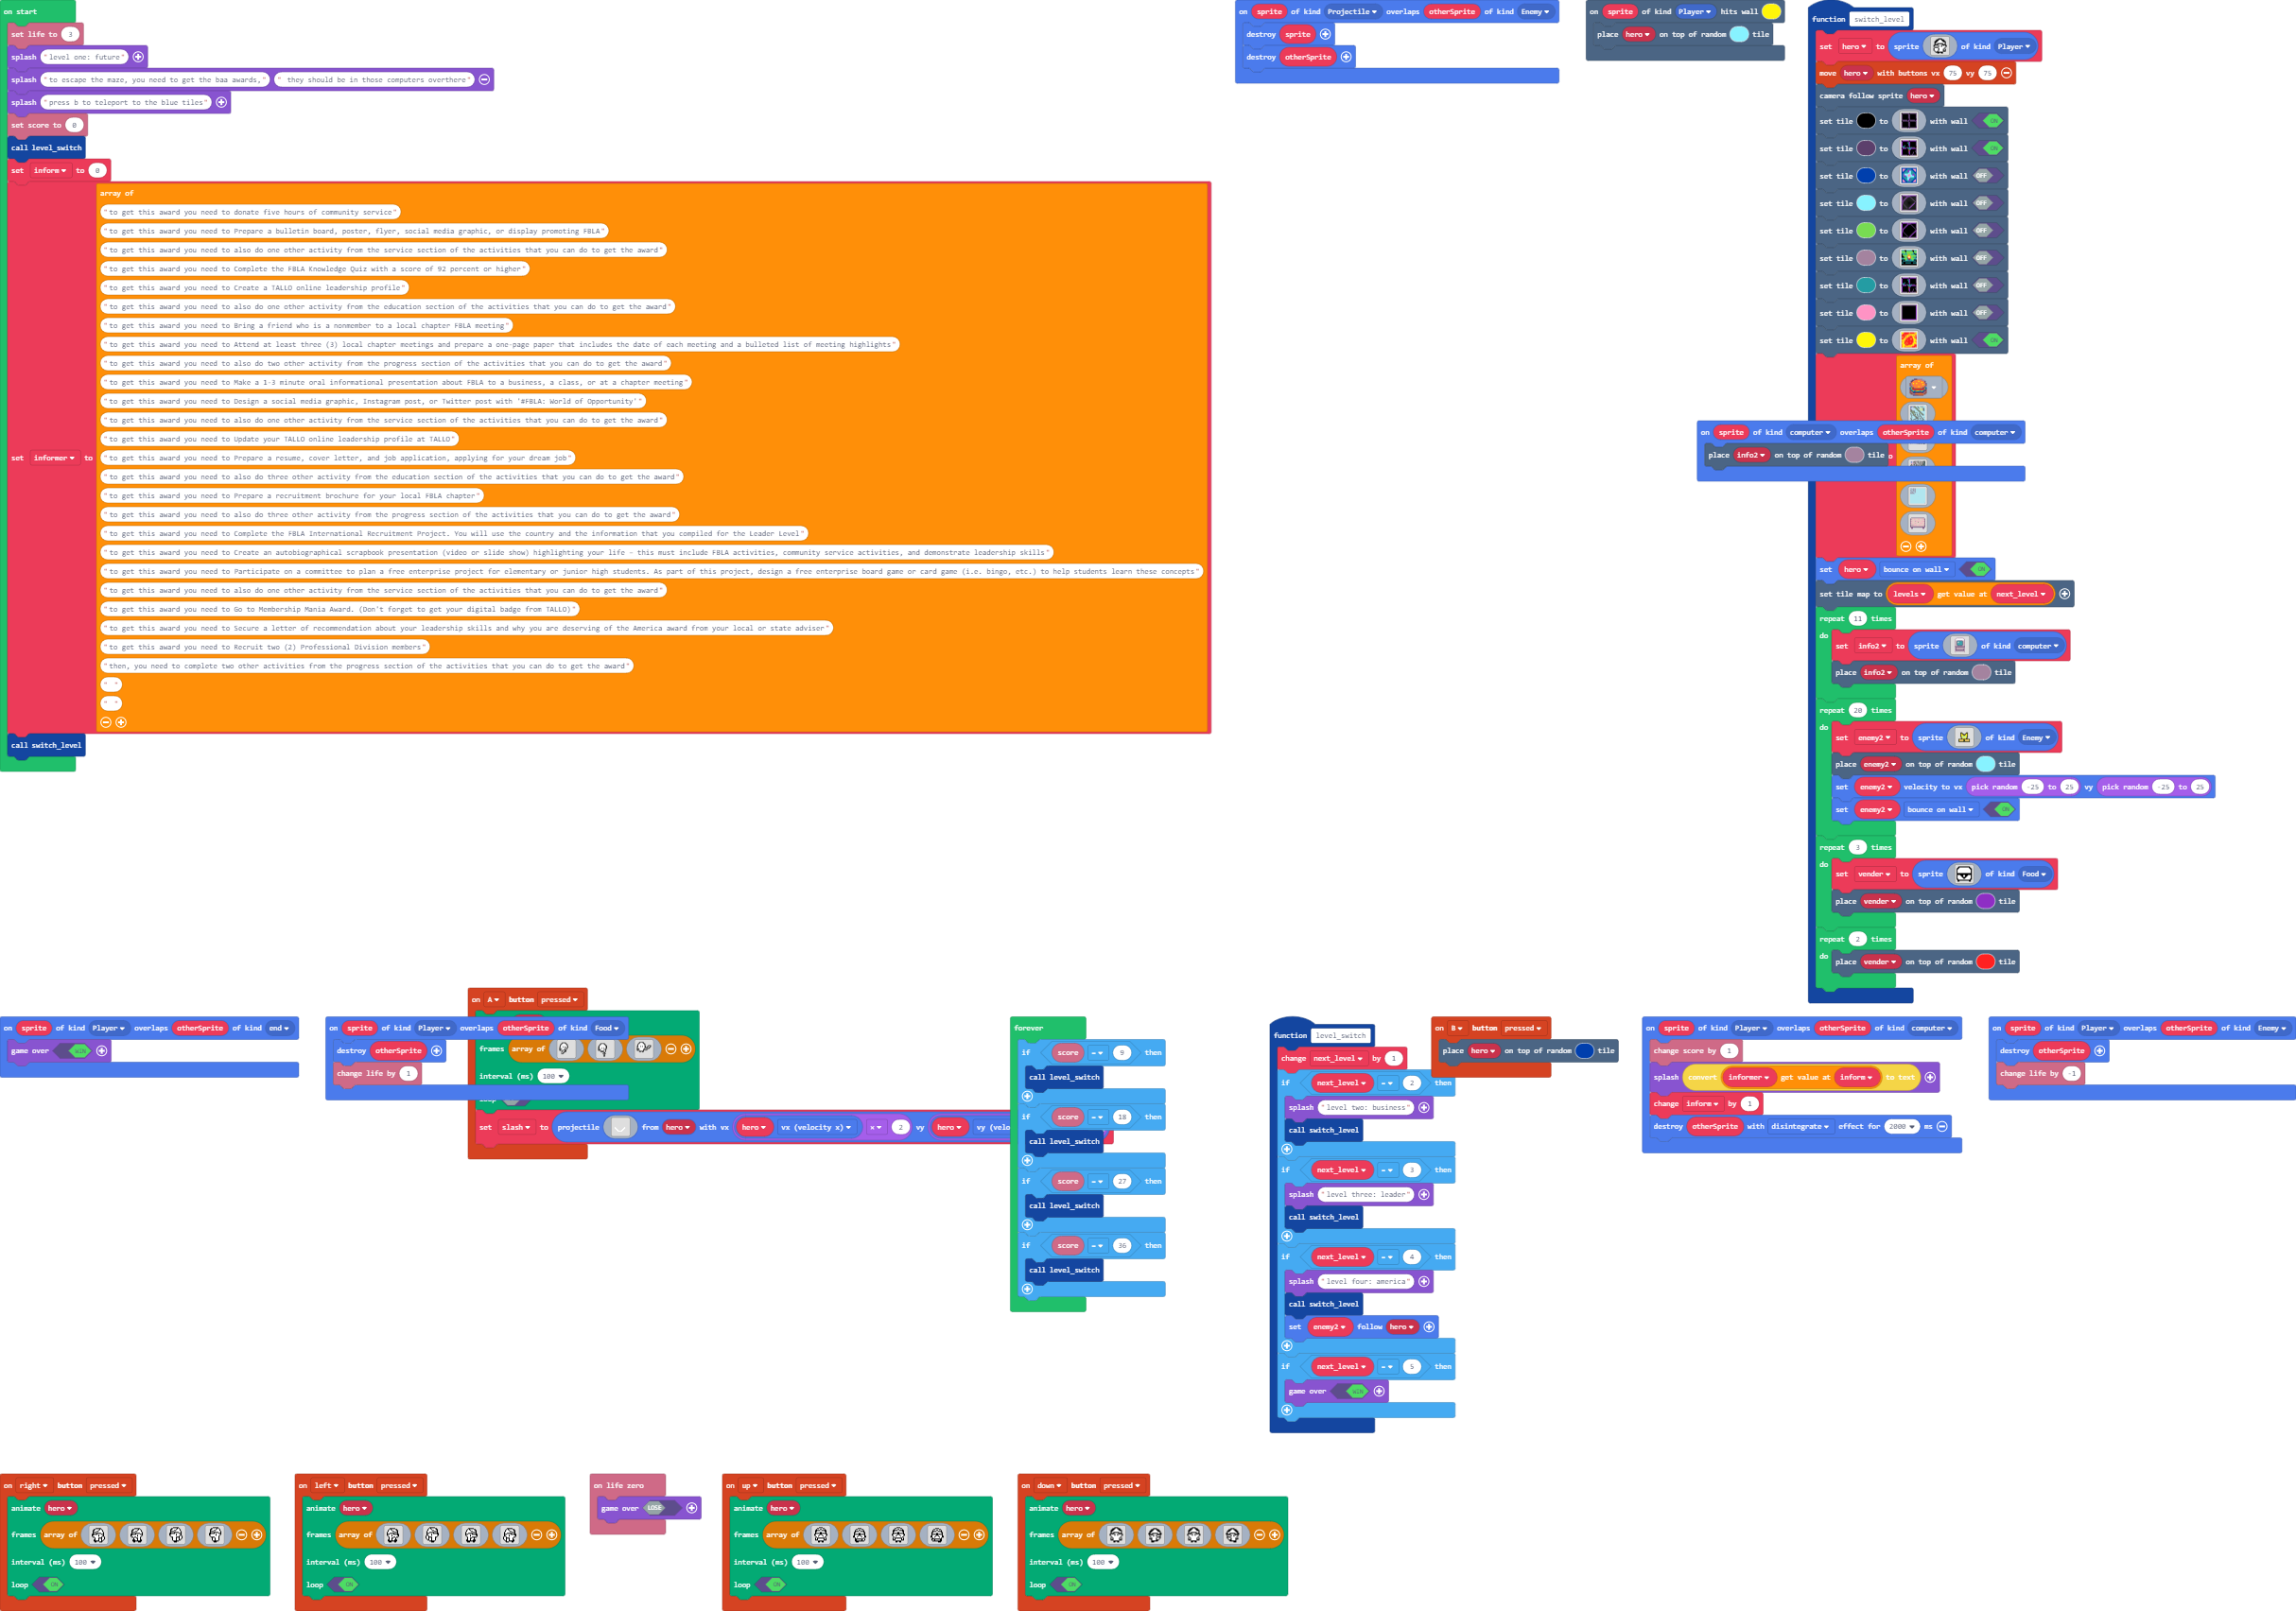 on start
set life to 3
splash "level one: future"
splash "to escape the maze, you need to get the baa awards," " they should be in those computers overthere"
splash "press b to teleport to the blue tiles"
set score to 0
call level_switch
set inform to 0
set informer to
array of
"to get this award you need to donate five hours of community service"
"to get this award you need to Prepare a bulletin board, poster, flyer, social media graphic, or display promoting FBLA"
"to get this award you need to also do one other activity from the service section of the activities that you can do to get the award"
"to get this award you need to Complete the FBLA Knowledge Quiz with a score of 92 percent or higher"
"to get this award you need to Create a TALLO online leadership profile"
"to get this award you need to also do one other activity from the education section of the activities that you can do to get the award"
"to get this award you need to Bring a friend who is a nonmember to a local chapter FBLA meeting"
"to get this award you need to Attend at least three (3) local chapter meetings and prepare a one-page paper that includes the date of each meeting and a bulleted list of meeting highlights"
"to get this award you need to also do two other activity from the progress section of the activities that you can do to get the award"
"to get this award you need to Make a 1-3 minute oral informational presentation about FBLA to a business, a class, or at a chapter meeting"
"to get this award you need to Design a social media graphic, Instagram post, or Twitter post with '#FBLA: World of Opportunity'"
"to get this award you need to also do one other activity from the service section of the activities that you can do to get the award"
"to get this award you need to Update your TALLO online leadership profile at TALLO"
"to get this award you need to Prepare a resume, cover letter, and job application, applying for your dream job"
"to get this award you need to also do three other activity from the education section of the activities that you can do to get the award"
"to get this award you need to Prepare a recruitment brochure for your local FBLA chapter"
"to get this award you need to also do three other activity from the progress section of the activities that you can do to get the award"
"to get this award you need to Complete the FBLA International Recruitment Project. You will use the country and the information that you compiled for the Leader Level"
"to get this award you need to Create an autobiographical scrapbook presentation (video or slide show) highlighting your life - this must include FBLA activities, community service activities, and demonstrate leadership skills"
"to get this award you need to Participate on a committee to plan a free enterprise project for elementary or junior high students. As part of this project, design a free enterprise board game or card game (i.e. bingo, etc.) to help students learn these concepts"
"to get this award you need to also do one other activity from the service section of the activities that you can do to get the award"
"to get this award you need to Go to Membership Mania Award. (Don't forget to get your digital badge from TALLO)"
"to get this award you need to Secure a letter of recommendation about your leadership skills and why you are deserving of the America award from your local or state adviser"
"to get this award you need to Recruit two (2) Professional Division members"
"then, you need to complete two other activities from the progress section of the activities that you can do to get the award"
" "
" "
call switch_level
on sprite of kind Projectile overlaps otherSprite of kind Enemy
destroy sprite
destroy otherSprite
on sprite of kind Player hits wall
place hero on top of random tile
function switch_level
set hero to sprite of kind Player
move hero with buttons vx 75 vy 75
camera follow sprite hero
set tile to with wall ON
set tile to with wall ON
set tile to with wall OFF
set tile to with wall OFF
set tile to with wall OFF
set tile to with wall OFF
set tile to with wall OFF
set tile to with wall OFF
set tile to with wall ON
array of
on sprite of kind computer overlaps otherSprite of kind computer
place info2 on top of random tile
set hero bounce on wall ON
set tile map to levels get value at next_level
repeat 11 times
do
set info2 to sprite of kind computer
place info2 on top of random tile
repeat 20 times
do
set enemy2 to sprite of kind Enemy
place enemy2 on top of random tile
set enemy2 velocity to vx pick random -25 to 25 vy pick random -25 to 25
set enemy2 bounce on wall ON
repeat 3 times
do
set vender to sprite of kind Food
place vender on top of random tile
repeat 2 times
do
place vender on top of random tile
on sprite of kind Player overlaps otherSprite of kind end
game over WIN
on sprite of kind Player overlaps otherSprite of kind Food
destroy otherSprite
change life by 1
on A button pressed
frames array of
interval (ms) 100
set slash to projectile from hero with vx hero vx (velocity x) × 2 vy hero
forever
if score = 9 then
call level_switch
if score = 18 then
call level_switch
if score = 27 then
call level_switch
if score = 36 then
call level_switch
function level_switch
change next_level by 1
if next_level = 2 then
splash "level two: business"
call switch_level
if next_level = 3 then
splash "level three: leader"
call switch_level
if next_level = 4 then
splash "level four: america"
call switch_level
set enemy2 follow hero
if next_level = 5 then
game over WIN
on B button pressed
place hero on top of random tile
on sprite of kind Player overlaps otherSprite of kind computer
change score by 1
splash convert informer get value at inform to text
change inform by 1
destroy otherSprite with disintegrate effect for 2000 ms
on sprite of kind Player overlaps otherSprite of kind Enemy
destroy otherSprite
change life by -1
on right button pressed
animate hero
frames array of
interval (ms) 100
loop ON
on left button pressed
animate hero
frames array of
interval (ms) 100
loop ON
on life zero
game over LOSE
on up button pressed
animate hero
frames array of
interval (ms) 100
loop ON
on down button pressed
animate hero
frames array of
interval (ms) 100
loop ON